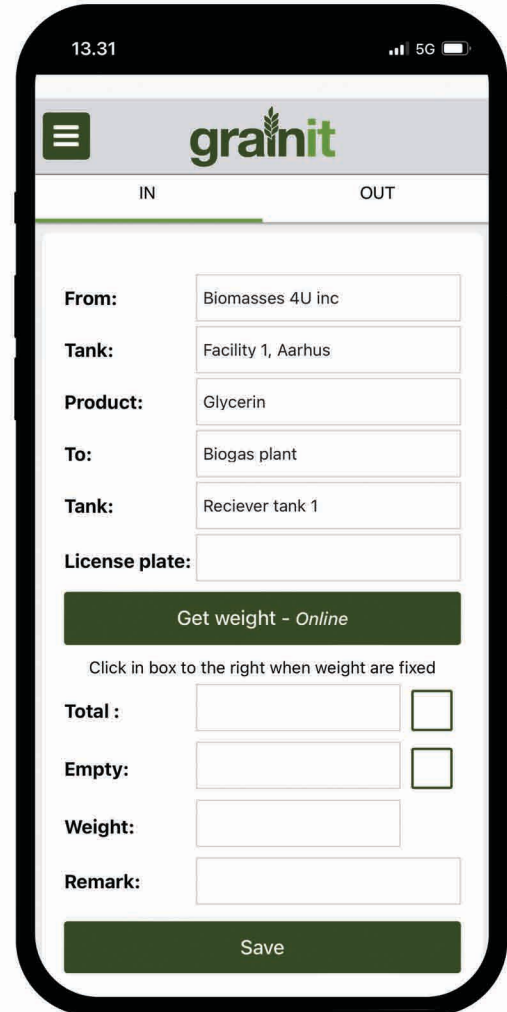 13.31 5G
grainit
IN OUT
From: Biomasses 4U inc
Tank: Facility 1, Aarhus
Product: Glycerin
To: Biogas plant
Tank: Reciever tank 1
License plate:
Get weight - Online
Click in box to the right when weight are fixed
Total :
Empty:
Weight:
Remark:
Save